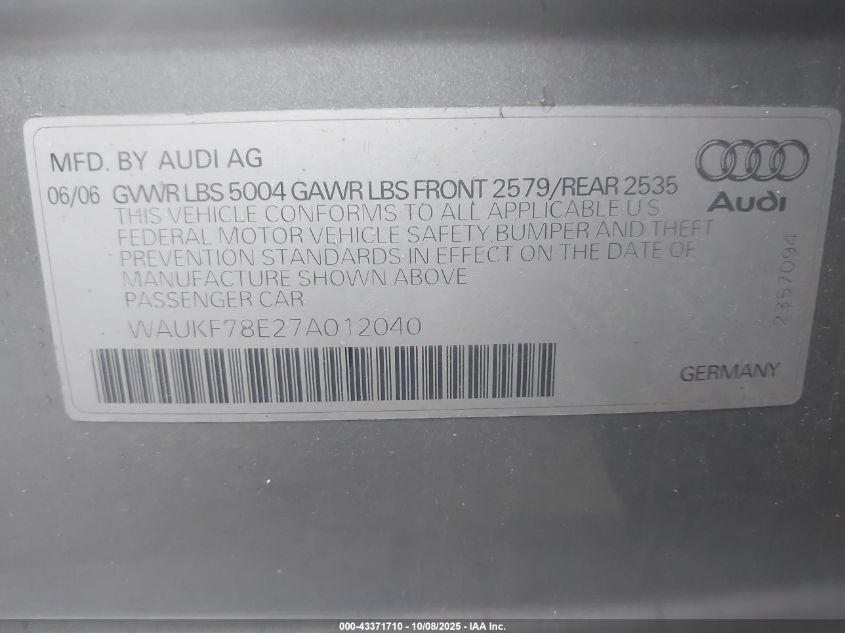 MFD. BY AUDI AG
06/06 GVWR LBS 5004 GAWR LBS FRONT 2579/REAR 2535
THIS VEHICLE CONFORMS TO ALL APPLICABLE U S
FEDERAL MOTOR VEHICLE SAFETY BUMPER AND THEFT
PREVENTION STANDARDS IN EFFECT ON THE DATE OF
MANUFACTURE SHOWN ABOVE
PASSENGER CAR
WAUKF78E27A012040
Audi
2357094
GERMANY
000-43371710 - 10/08/2025 - IAA Inc.